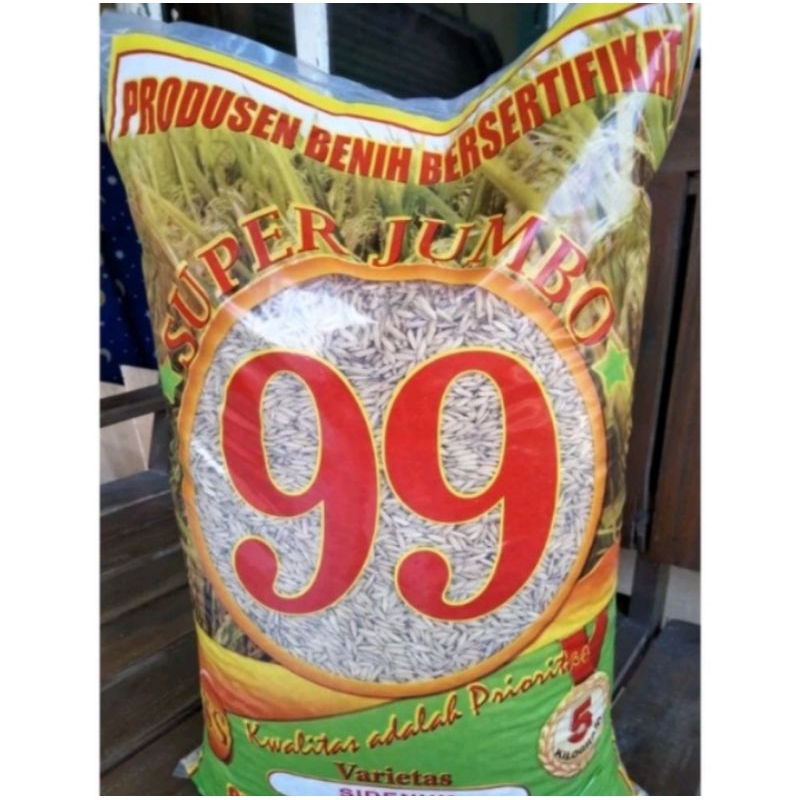 PRODUSEN BENIH BERSERTIFIKAT
SUPER JUMBO
99
Kwalitas adalah Prioritas
5
Varietas